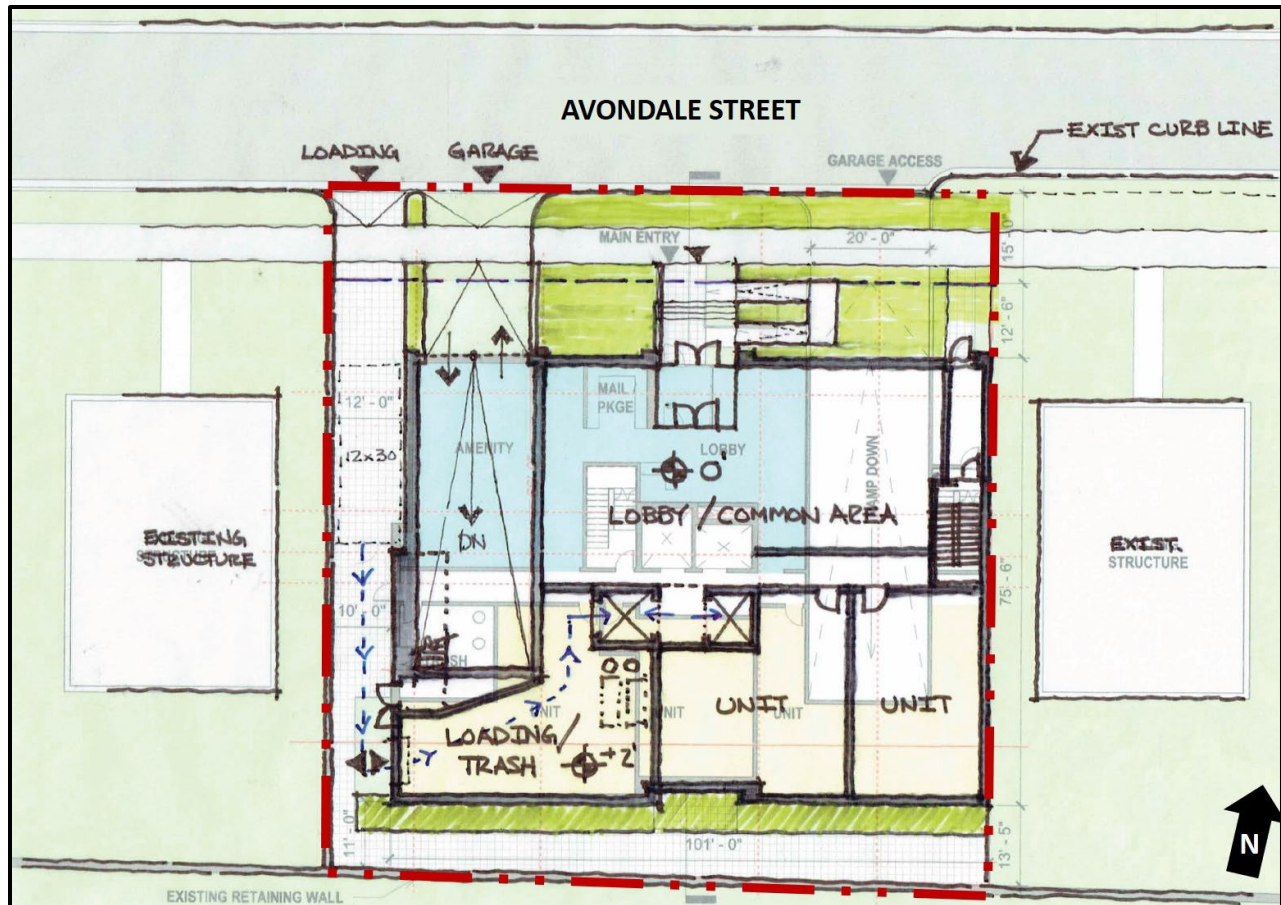 AVONDALE STREET
EXIST CURB LINE
LOADING
GARAGE
GARAGE ACCESS
MAIN ENTRY
20' - 0"
15' - 0"
12' - 6"
MAIL /
PKGE
12' - 0"
AMENITY
LOBBY
0'
12x30
LOBBY / COMMON AREA
RAMP DOWN
DN
EXISTING
STRUCTURE
EXIST.
STRUCTURE
75' - 6"
10' - 0"
TRASH
UNIT
UNIT
UNIT
UNIT
UNIT
LOADING /
TRASH
+2'
11' - 0"
101' - 0"
13' - 5"
N
EXISTING RETAINING WALL